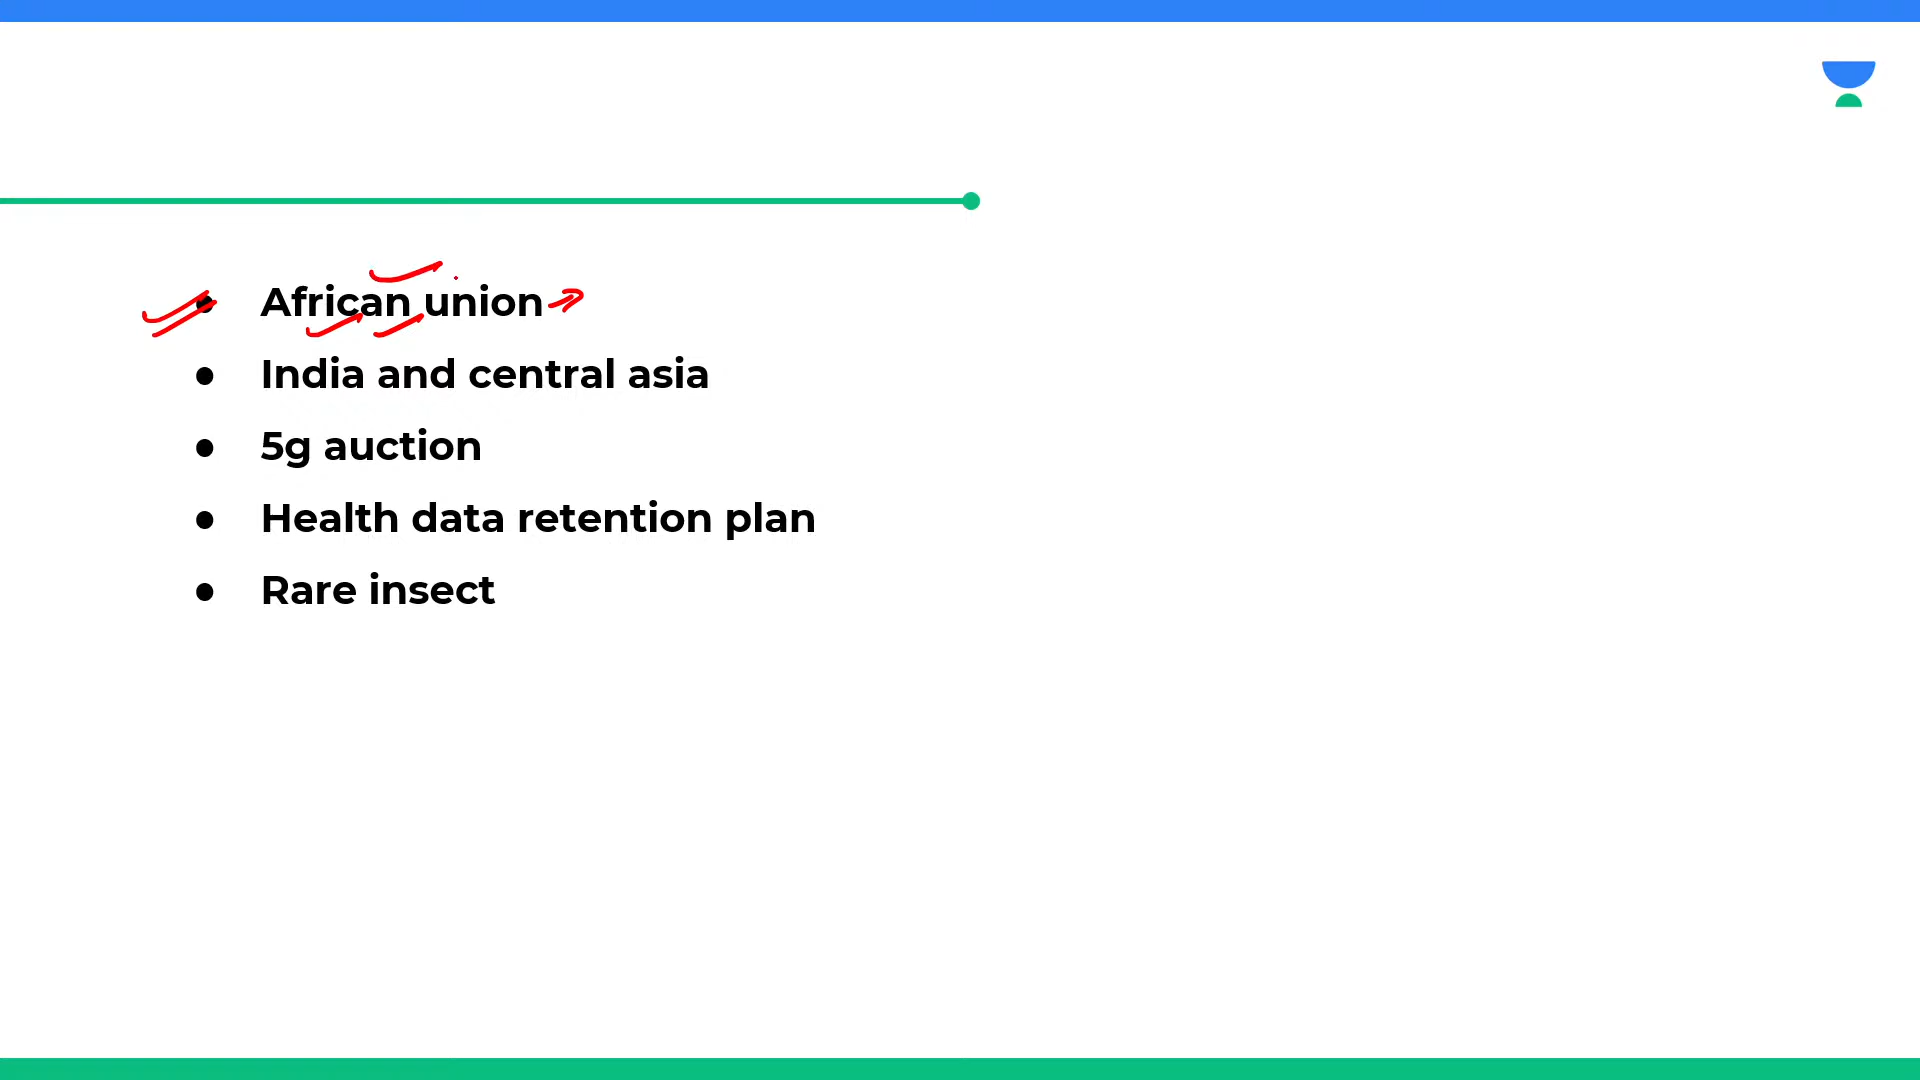 ● African union
● India and central asia
● 5g auction
● Health data retention plan
● Rare insect